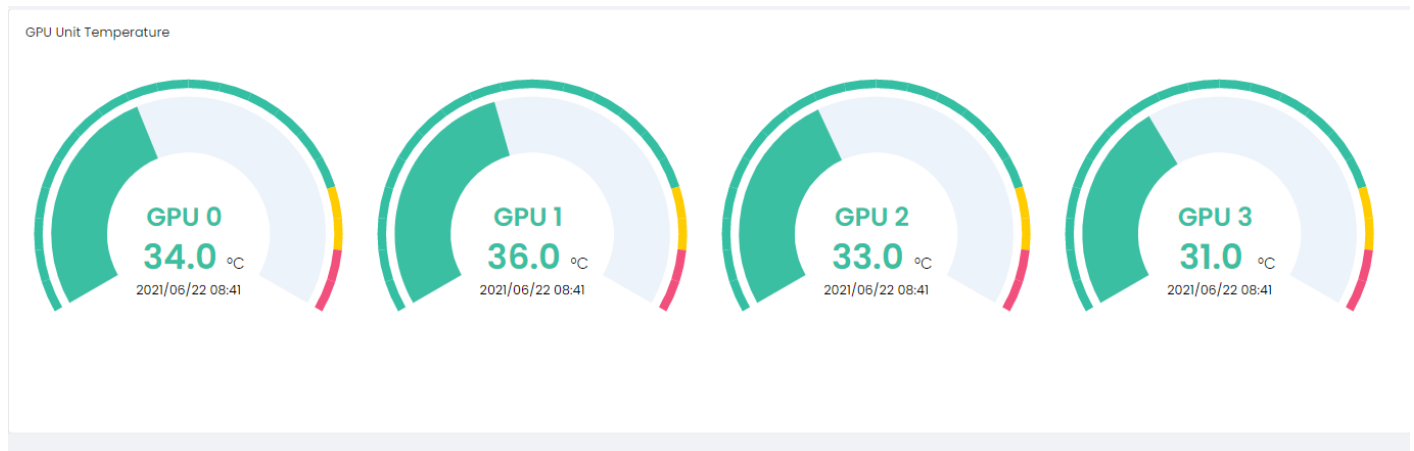 GPU Unit Temperature
GPU 0
34.0 °C
2021/06/22 08:41
GPU 1
36.0 °C
2021/06/22 08:41
GPU 2
33.0 °C
2021/06/22 08:41
GPU 3
31.0 °C
2021/06/22 08:41